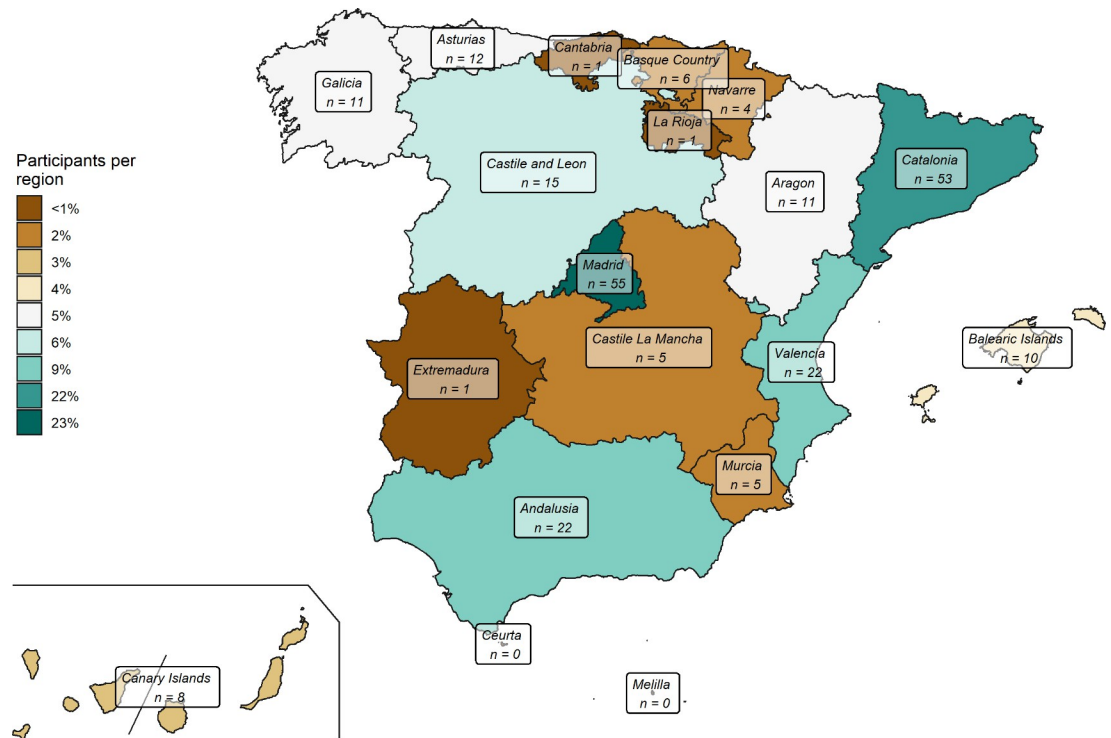 Asturias
n = 12
Cantabria
n = 1
Basque Country
n = 6
Galicia
n = 11
Navarre
n = 4
La Rioja
n = 1
Participants per
region
<1%
2%
3%
4%
5%
6%
9%
22%
23%
Castile and Leon
n = 15
Catalonia
n = 53
Aragon
n = 11
Madrid
n = 55
Castile La Mancha
n = 5
Valencia
n = 22
Balearic Islands
n = 10
Extremadura
n = 1
Murcia
n = 5
Andalusia
n = 22
Ceurta
n = 0
Canary Islands
n = 8
Melilla
n = 0